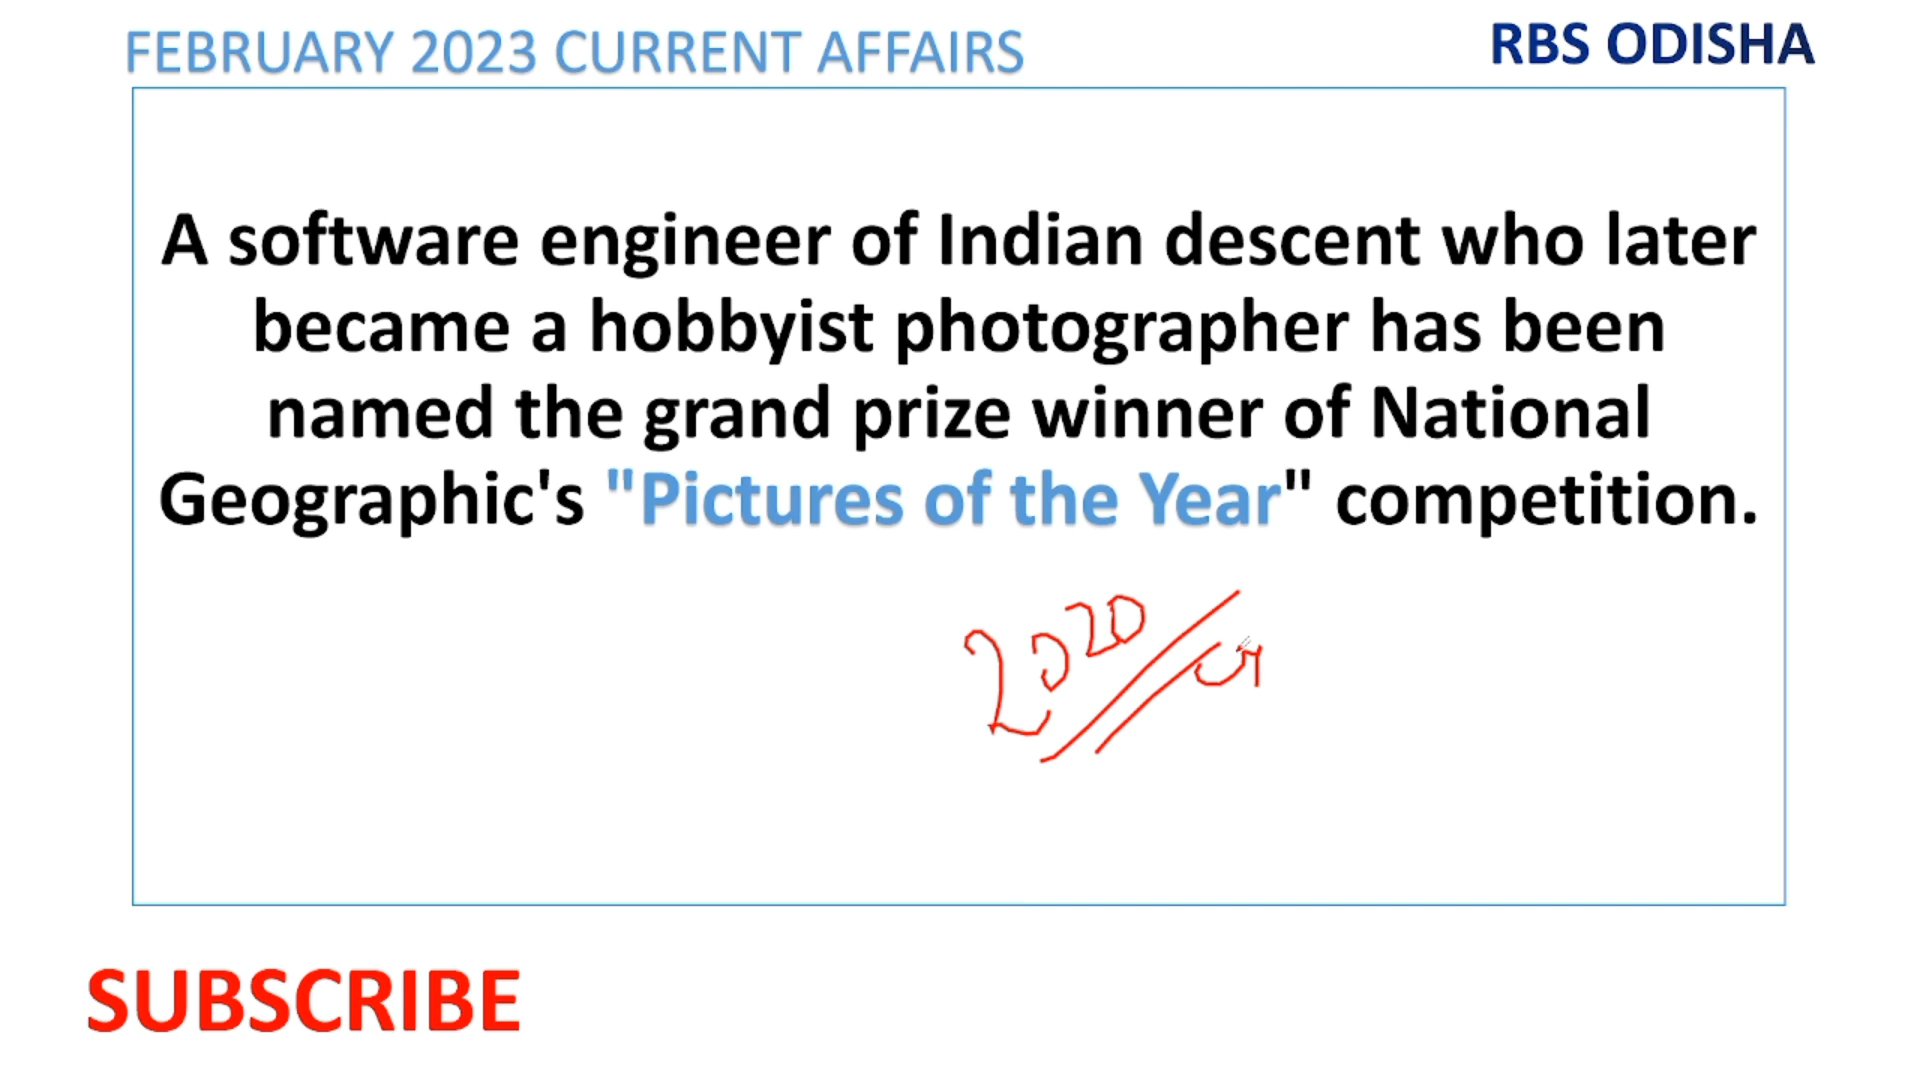 FEBRUARY 2023 CURRENT AFFAIRS
RBS ODISHA
A software engineer of Indian descent who later
became a hobbyist photographer has been
named the grand prize winner of National
Geographic's "Pictures of the Year" competition.
2020
SUBSCRIBE